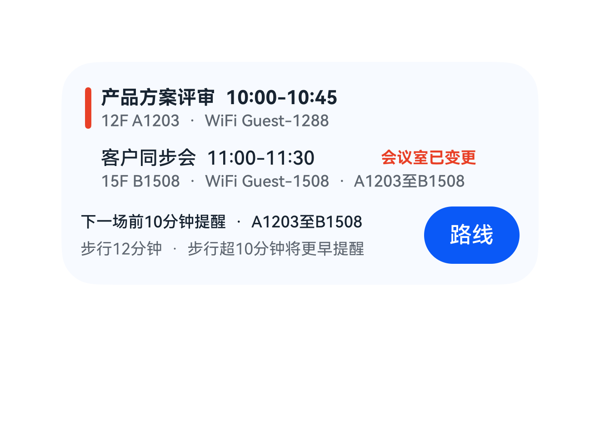 产品方案评审 10:00-10:45
12F A1203 · WiFi Guest-1288
客户同步会 11:00-11:30 会议室已变更
15F B1508 · WiFi Guest-1508 · A1203至B1508
下一场前10分钟提醒 · A1203至B1508
步行12分钟 · 步行超10分钟将更早提醒
路线